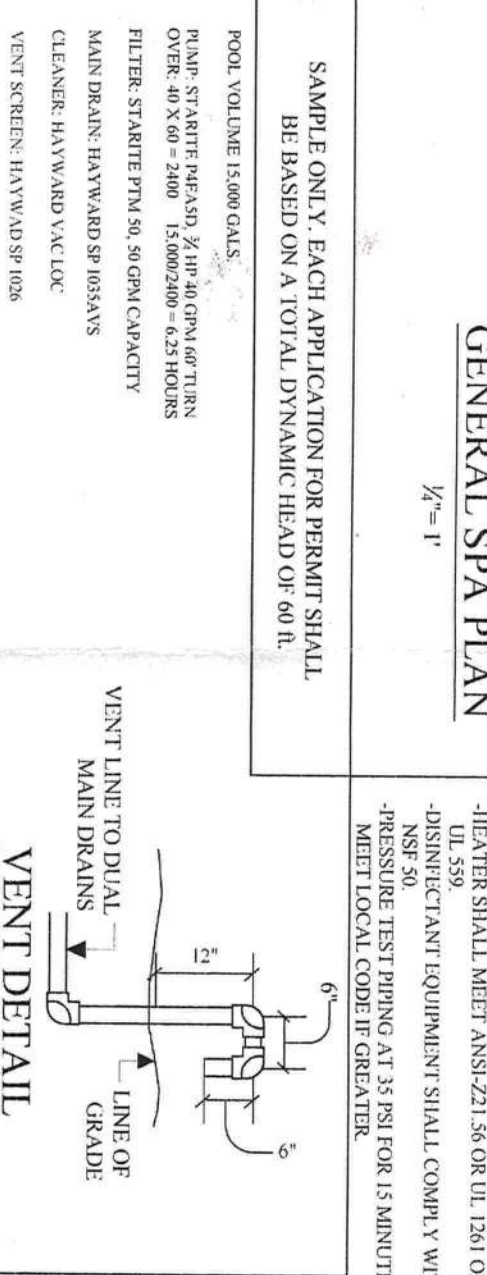 GENERAL SPA PLAN
¼"= 1'
SAMPLE ONLY. EACH APPLICATION FOR PERMIT SHALL
BE BASED ON A TOTAL DYNAMIC HEAD OF 60 ft.
POOL VOLUME 15,000 GALS.
PUMP: STARITE P4EA5D, ¾ HP 40 GPM 60' TURN
OVER: 40 X 60 = 2400 15,000/2400 = 6.25 HOURS
FILTER: STARITE PTM 50, 50 GPM CAPACITY
MAIN DRAIN: HAYWARD SP 1035AVS
CLEANER: HAYWARD VAC LOC
VENT SCREEN: HAYWAD SP 1026
-HEATER SHALL MEET ANSI-Z21.56 OR UL 1261 O
UL 559.
-DISINFECTANT EQUIPMENT SHALL COMPLY WI
NSF 50.
-PRESSURE TEST PIPING AT 35 PSI FOR 15 MINUT
MEET LOCAL CODE IF GREATER.
6"
12"
6"
VENT LINE TO DUAL
MAIN DRAINS
LINE OF
GRADE
VENT DETAIL